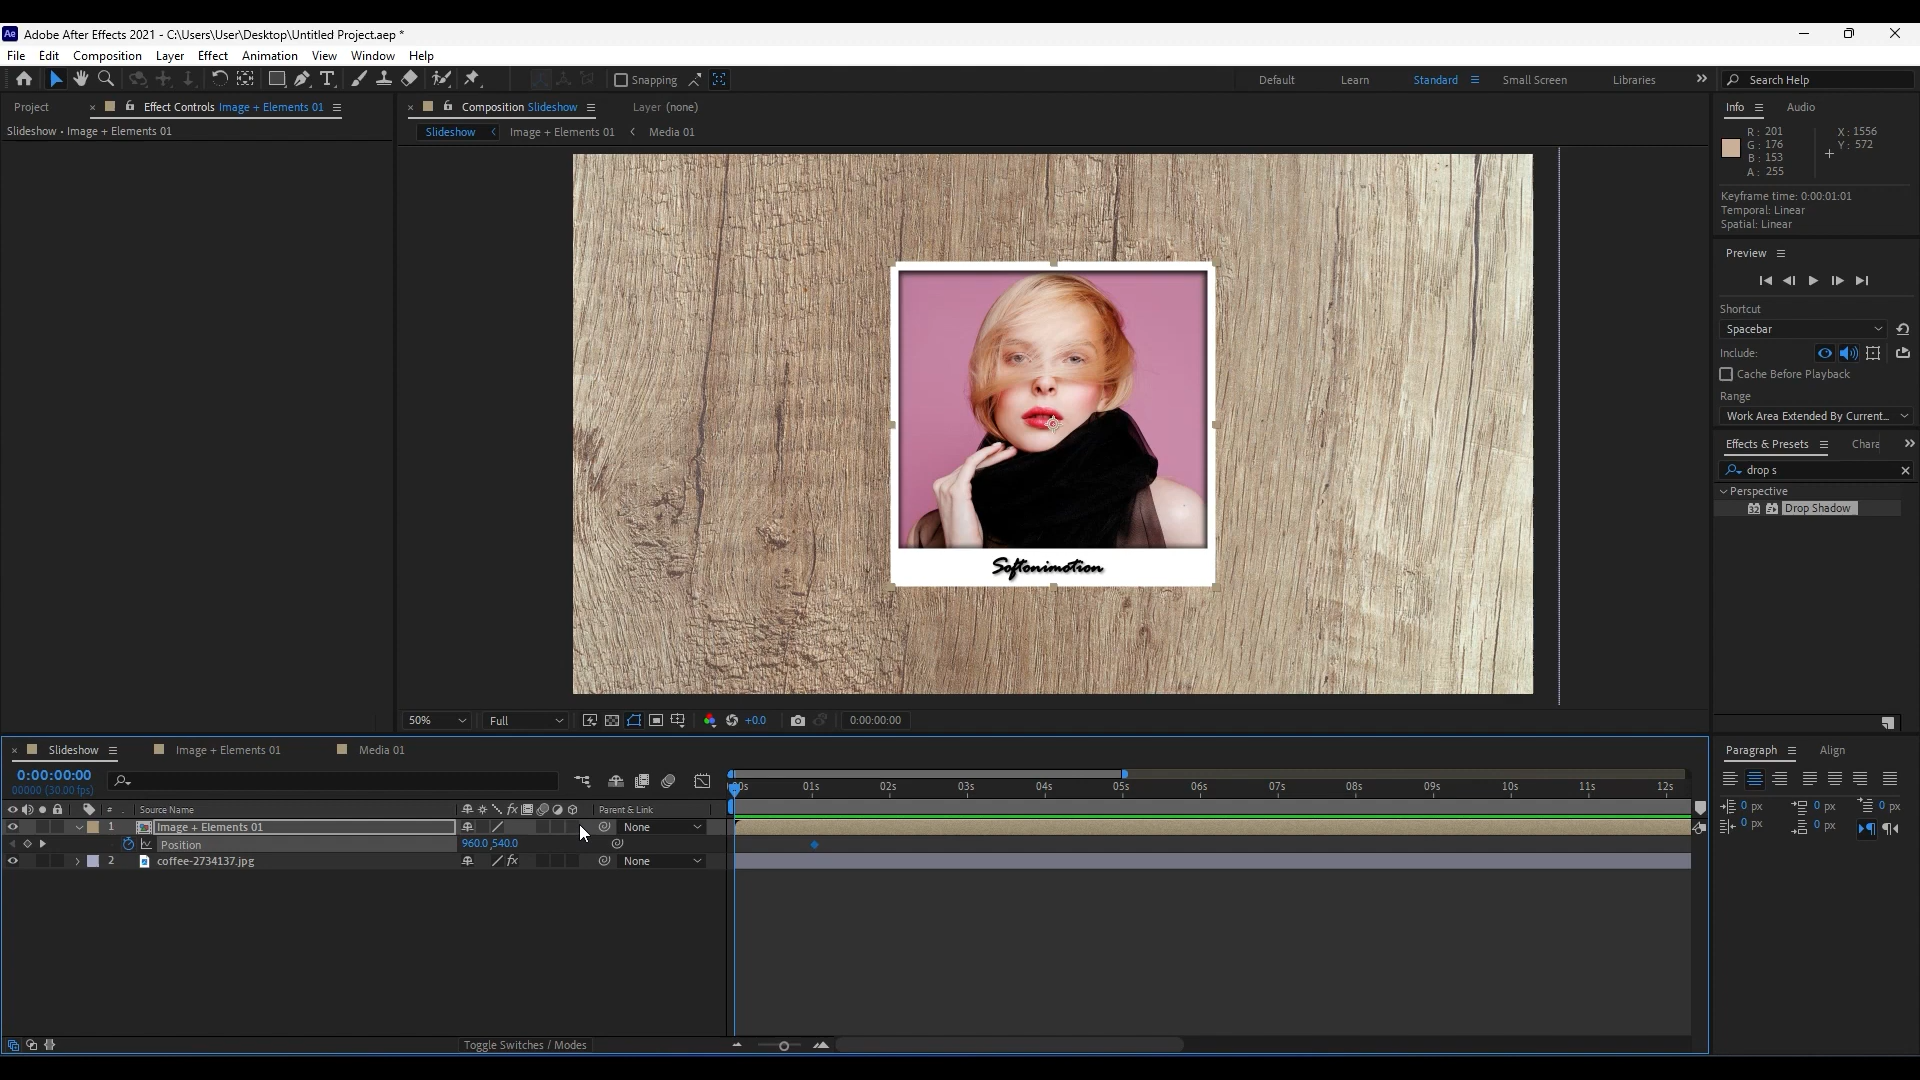 Ae Adobe After Effects 2021 - C:\Users\User\Desktop\Untitled Project.aep *
File Edit Composition Layer Effect Animation View Window Help
Snapping Default Learn Standard Small Screen Libraries Search Help
Project Effect Controls Image + Elements 01 Composition Slideshow Layer (none) Info Audio
Slideshow • Image + Elements 01 Slideshow Image + Elements 01 Media 01
R: 201 X: 1556
G: 176 Y: 572
B: 153
A: 255
Keyframe time: 0:00:01:01
Temporal: Linear
Spatial: Linear
Preview
Shortcut
Spacebar
Include:
Cache Before Playback
Range
Work Area Extended By Current...
Effects & Presets Chara
drop s
Perspective
32 Drop Shadow
Softonimotion
50% Full +0.0 0:00:00:00
Slideshow Image + Elements 01 Media 01 Paragraph Align
0:00:00:00
00000 (30.00 fps)
01s 02s 03s 04s 05s 06s 07s 08s 09s 10s 11s 12s
# Source Name fx Parent & Link
1 Image + Elements 01 None
Position 960.0,540.0
2 coffee-2734137.jpg fx None
0 px 0 px 0 px
0 px 0 px
Toggle Switches / Modes